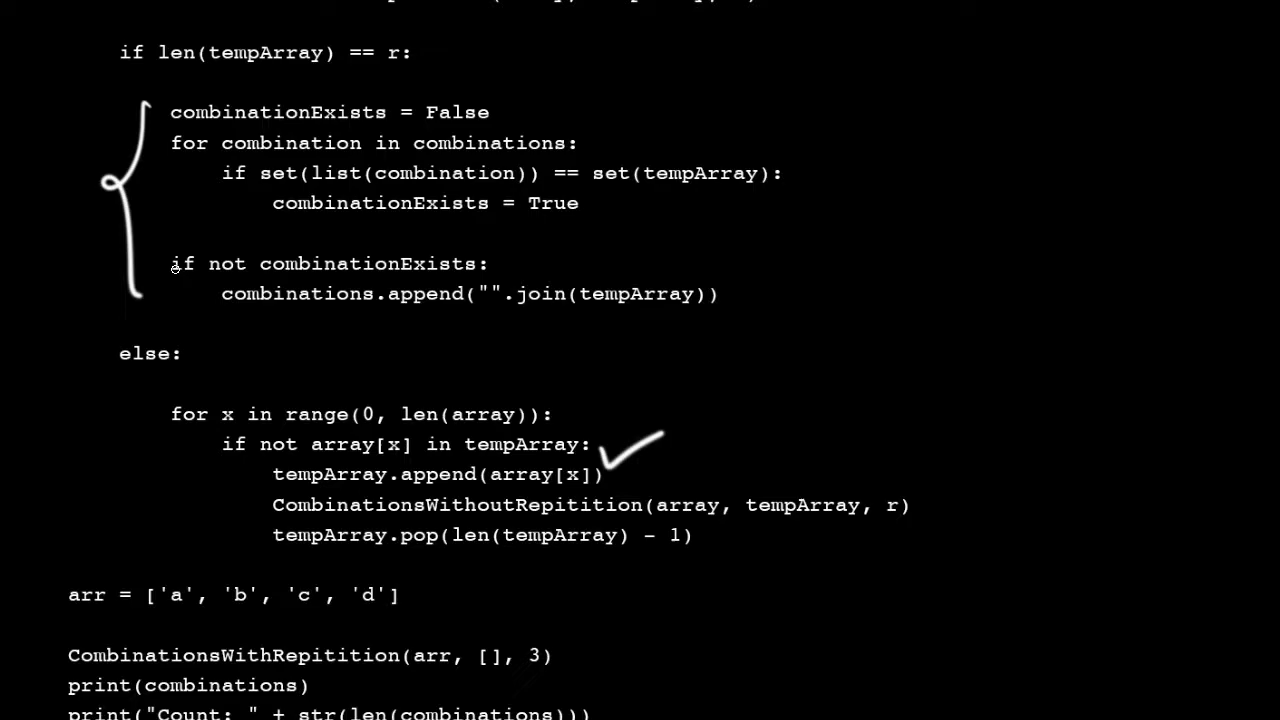 if len(tempArray) == r:
combinationExists = False
for combination in combinations:
if set(list(combination)) == set(tempArray):
combinationExists = True
if not combinationExists:
combinations.append("".join(tempArray))
else:
for x in range(0, len(array)):
if not array[x] in tempArray:
tempArray.append(array[x])
CombinationsWithoutRepitition(array, tempArray, r)
tempArray.pop(len(tempArray) - 1)
arr = ['a', 'b', 'c', 'd']
CombinationsWithRepitition(arr, [], 3)
print(combinations)
print("Count: " + str(len(combinations)))